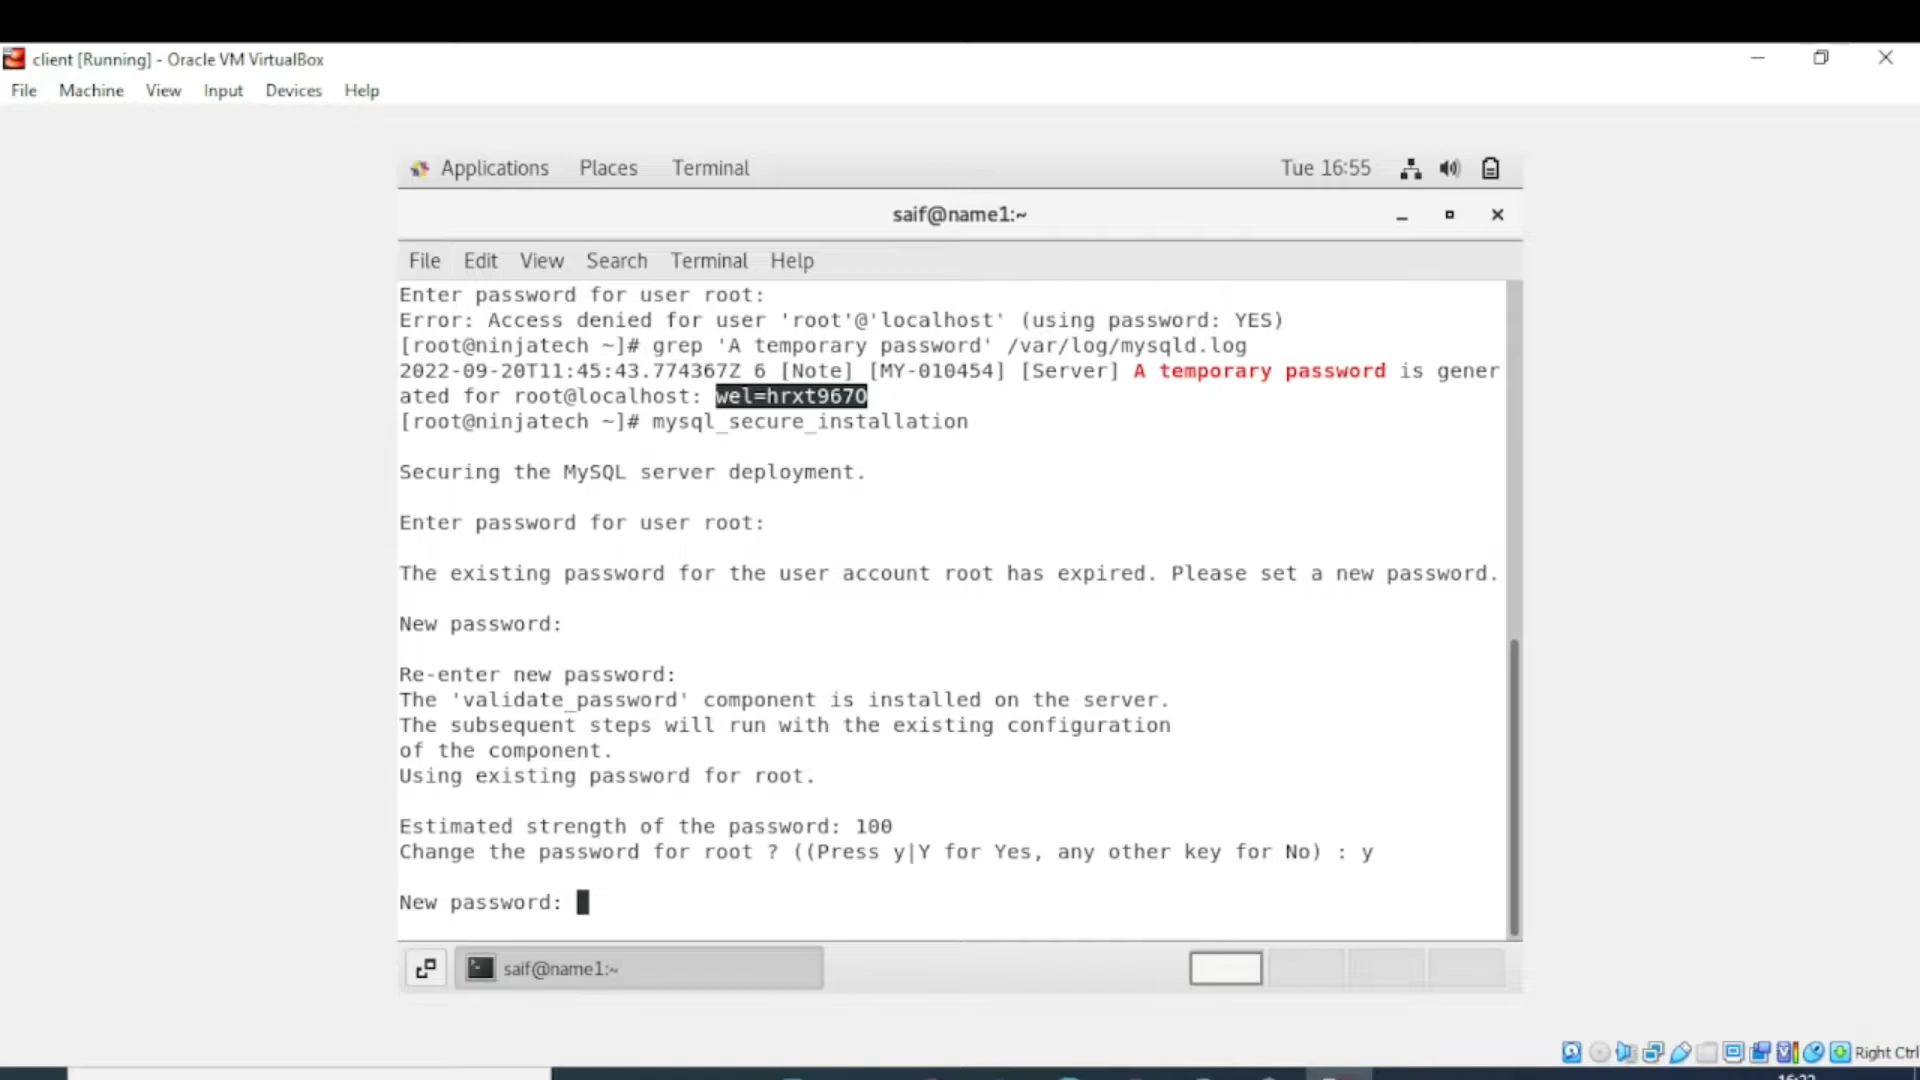 client [Running] - Oracle VM VirtualBox
File Machine View Input Devices Help
Applications Places Terminal Tue 16:55
saif@name1:~
File Edit View Search Terminal Help
Enter password for user root:
Error: Access denied for user 'root'@'localhost' (using password: YES)
[root@ninjatech ~]# grep 'A temporary password' /var/log/mysqld.log
2022-09-20T11:45:43.774367Z 6 [Note] [MY-010454] [Server] A temporary password is gener
ated for root@localhost: wel=hrxt967O
[root@ninjatech ~]# mysql_secure_installation
Securing the MySQL server deployment.
Enter password for user root:
The existing password for the user account root has expired. Please set a new password.
New password:
Re-enter new password:
The 'validate_password' component is installed on the server.
The subsequent steps will run with the existing configuration
of the component.
Using existing password for root.
Estimated strength of the password: 100
Change the password for root ? ((Press y|Y for Yes, any other key for No) : y
New password:
saif@name1:~
Right Ctrl